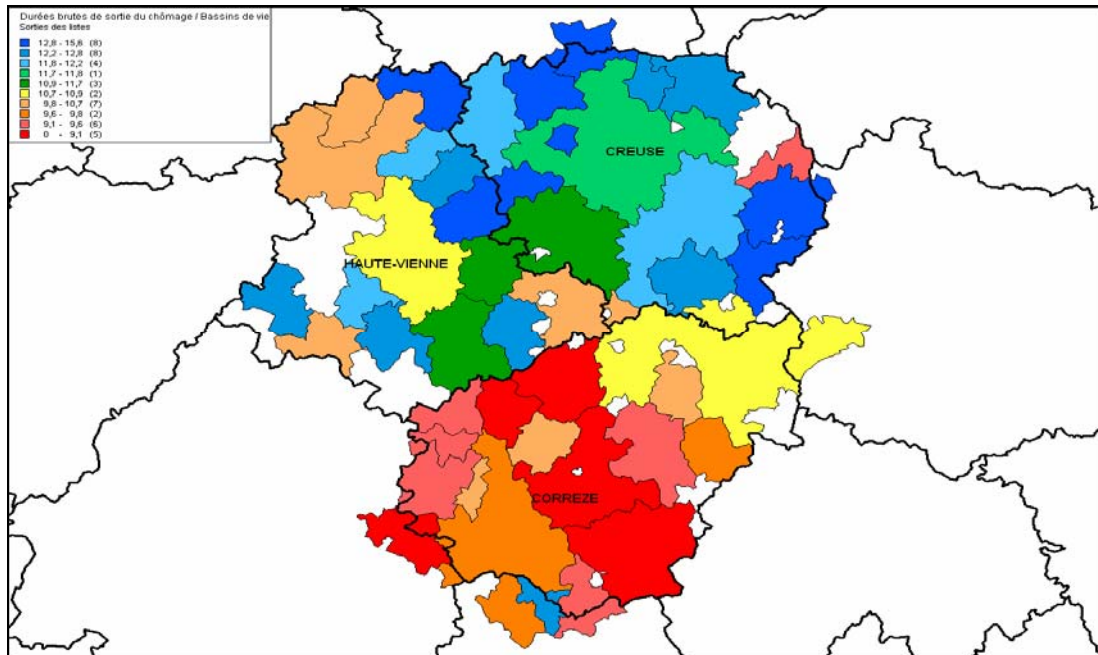 Durées brutes de sortie du chômage / Bassins de vie
Sorties des listes
12,8 - 15,6 (8)
12,2 - 12,8 (8)
11,8 - 12,2 (4)
11,7 - 11,8 (1)
10,9 - 11,7 (3)
10,7 - 10,9 (2)
9,8 - 10,7 (7)
9,6 - 9,8 (2)
9,1 - 9,6 (6)
0 - 9,1 (5)
CREUSE
HAUTE-VIENNE
CORREZE